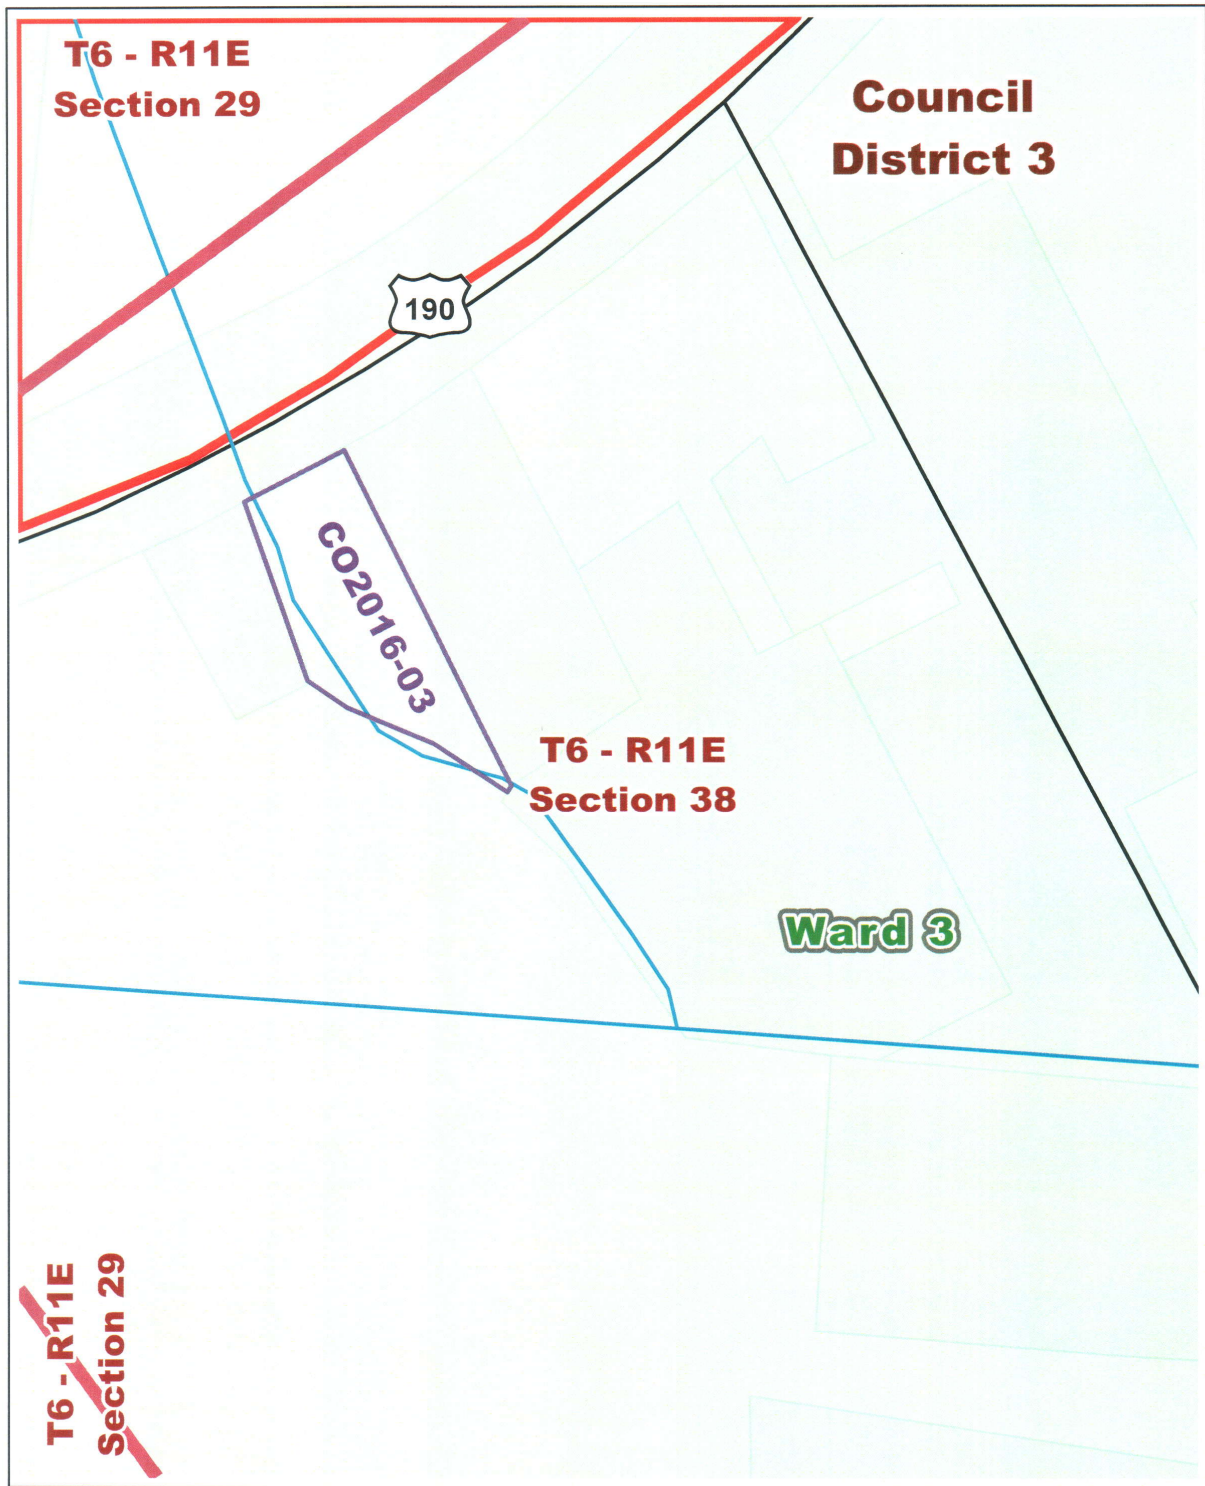 T6 - R11E
Section 29
Council
District 3
190
CO2016-03
T6 - R11E
Section 38
Ward 3
T6 - R11E
Section 29